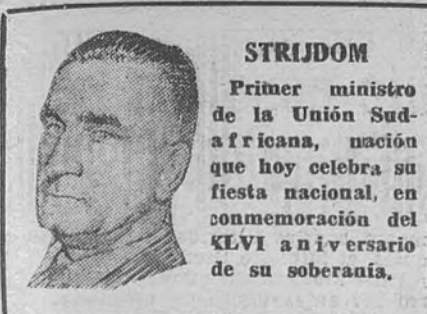 STRIJDOM
Primer ministro
de la Unión Sud-
africana, nación
que hoy celebra su
fiesta nacional, en
conmemoración del
XLVI aniversario
de su soberanía.